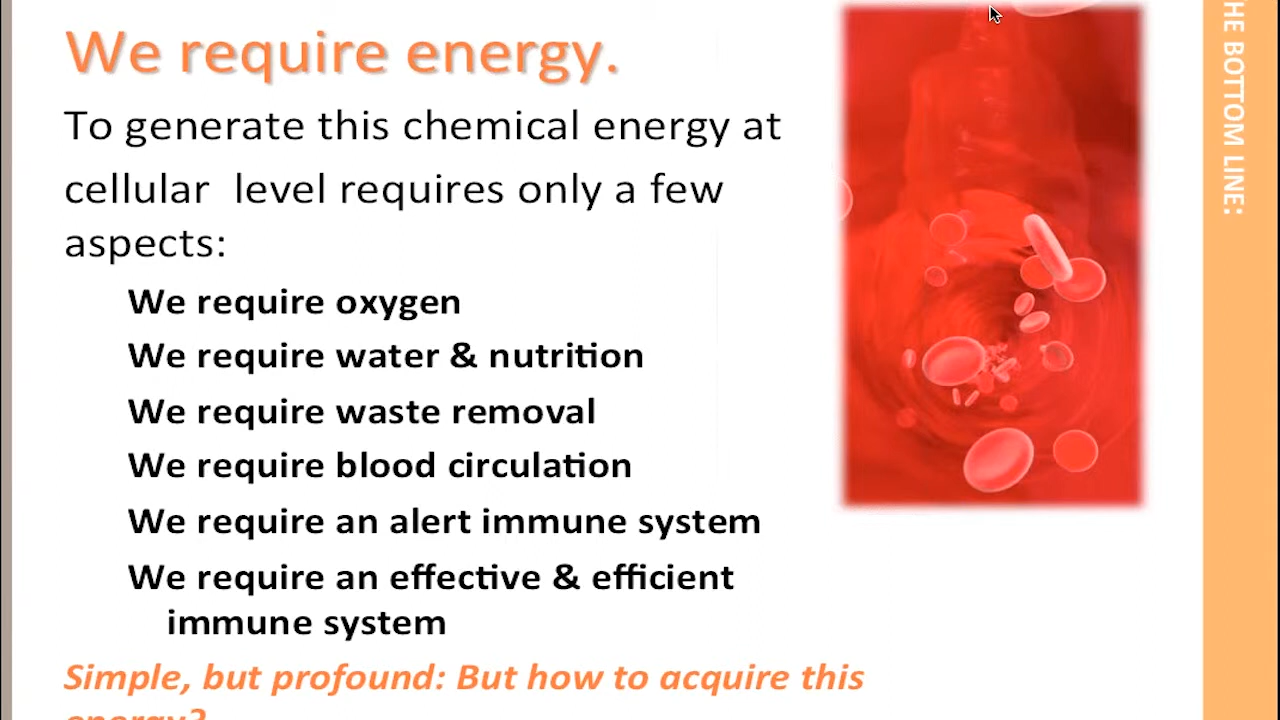 We require energy.
To generate this chemical energy at
cellular level requires only a few
aspects:
We require oxygen
We require water & nutrition
We require waste removal
We require blood circulation
We require an alert immune system
We require an effective & efficient
immune system
Simple, but profound: But how to acquire this
energy?
HE BOTTOM LINE: